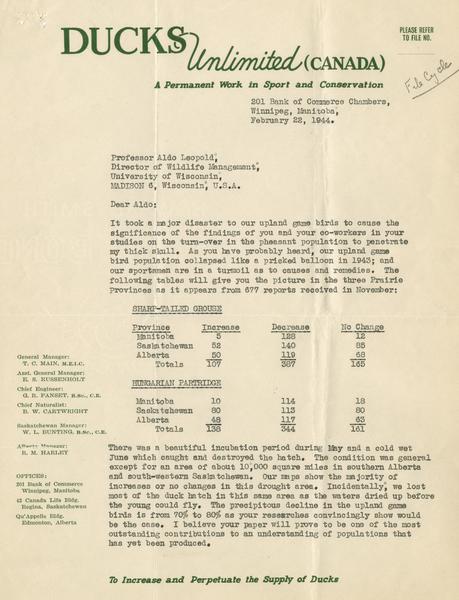 DUCKS Unlimited (CANADA)
PLEASE REFER
TO FILE NO.
A Permanent Work in Sport and Conservation
File Cycle
201 Bank of Commerce Chambers,
Winnipeg, Manitoba,
February 22, 1944.
Professor Aldo Leopold,
Director of Wildlife Management,
University of Wisconsin,
MADISON 6, Wisconsin, U.S.A.
Dear Aldo:
It took a major disaster to our upland game birds to cause the
significance of the findings of you and your co-workers in your
studies on the turn-over in the pheasant population to penetrate
my thick skull. As you have probably heard, our upland game
bird population collapsed like a pricked balloon in 1943; and
our sportsmen are in a turmoil as to causes and remedies. The
following tables will give you the picture in the three Prairie
Provinces as it appears from 677 reports received in November:
SHARP-TAILED GROUSE
Province Increase Decrease No Change
Manitoba 5 128 12
Saskatchewan 52 140 85
Alberta 50 119 68
Totals 107 387 165
HUNGARIAN PARTRIDGE
Manitoba 10 114 18
Saskatchewan 80 113 80
Alberta 48 117 63
Totals 138 344 161
There was a beautiful incubation period during May and a cold wet
June which caught and destroyed the hatch. The condition was general
except for an area of about 10,000 square miles in southern Alberta
and south-western Saskatchewan. Our maps show the majority of
increases or no changes in this drought area. Incidentally, we lost
most of the duck hatch in this same area as the waters dried up before
the young could fly. The precipitous decline in the upland game
birds is from 70% to 80% as your researches convincingly show would
be the case. I believe your paper will prove to be one of the most
outstanding contributions to an understanding of populations that
has yet been produced.
General Manager:
T. C. MAIN, M.E.I.C.
Asst. General Manager:
E. S. RUSSENHOLT
Chief Engineer:
G. R. FANSET, B.Sc., C.E.
Chief Naturalist:
B. W. CARTWRIGHT
Saskatchewan Manager:
W. L. BUNTING, B.Sc., C.E.
Alberta Manager:
R. M. HARLEY
OFFICES:
201 Bank of Commerce
Winnipeg, Manitoba
42 Canada Life Bldg.
Regina, Saskatchewan
Qu'Appelle Bldg.
Edmonton, Alberta
To Increase and Perpetuate the Supply of Ducks